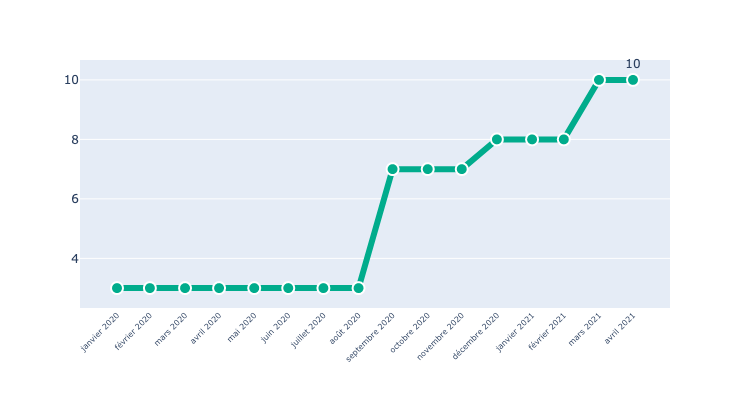 10
10
8
6
4
janvier 2020
février 2020
mars 2020
avril 2020
mai 2020
juin 2020
juillet 2020
août 2020
septembre 2020
octobre 2020
novembre 2020
décembre 2020
janvier 2021
février 2021
mars 2021
avril 2021